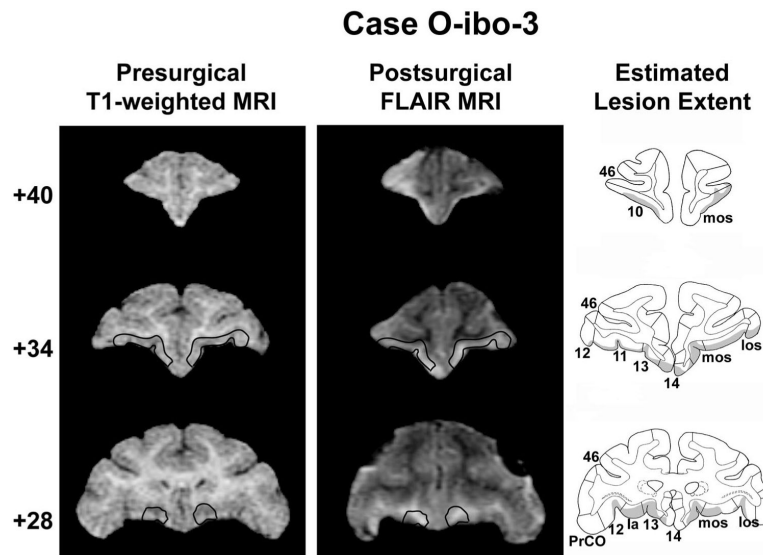 Case O-ibo-3
Presurgical
T1-weighted MRI
Postsurgical
FLAIR MRI
Estimated
Lesion Extent
+40
46
10
mos
+34
46
12
11
13
14
mos
los
+28
46
PrCO
12
Ia
13
14
mos
los